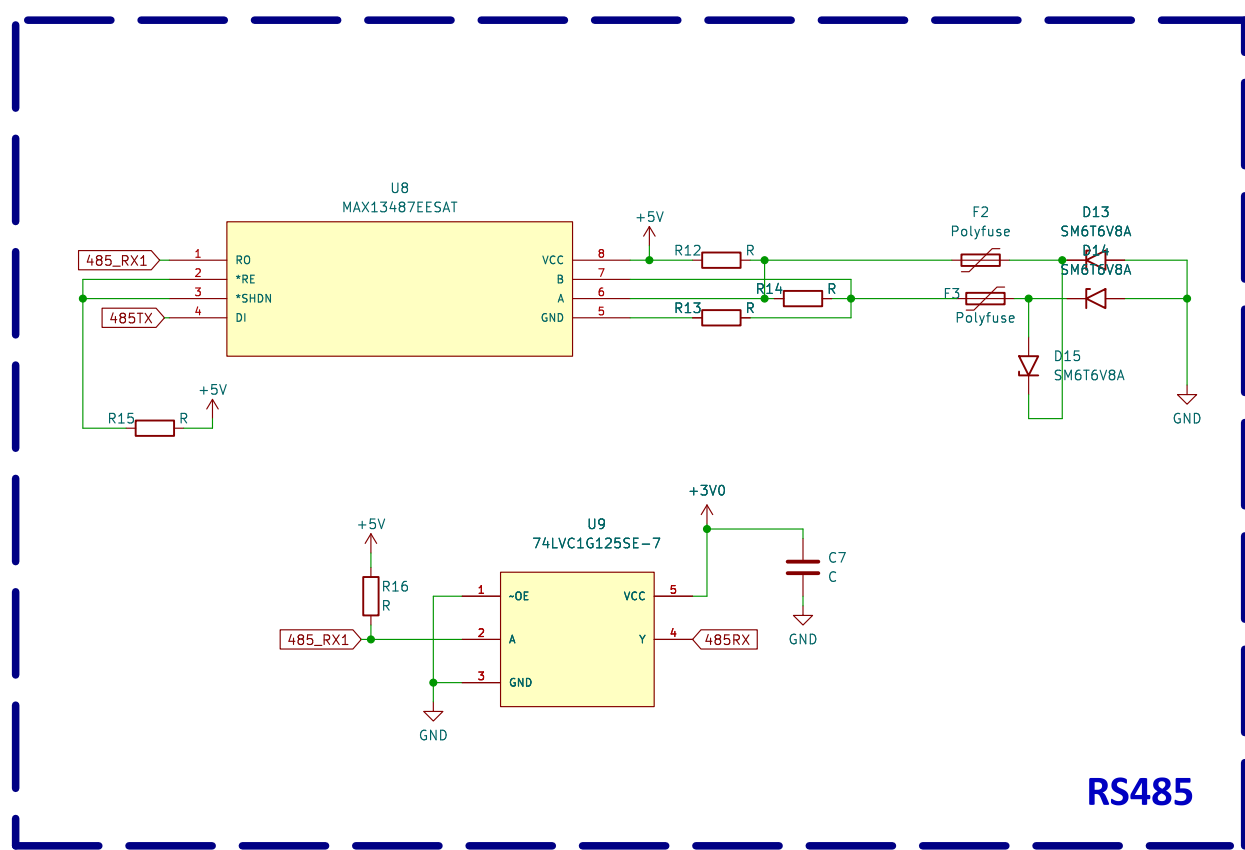 U8
MAX13487EESAT
485_RX1
1
RO
2
*RE
3
*SHDN
485TX
4
DI
VCC
8
B
7
A
6
GND
5
+5V
R12
R
R14
R
R13
R
F2
Polyfuse
F3
Polyfuse
D13
SM6T6V8A
D14
SM6T6V8A
D15
SM6T6V8A
GND
R15
R
+5V
+5V
R16
R
485_RX1
U9
74LVC1G125SE-7
1
~OE
2
A
3
GND
VCC
5
Y
4
485RX
GND
+3V0
C7
C
GND
RS485